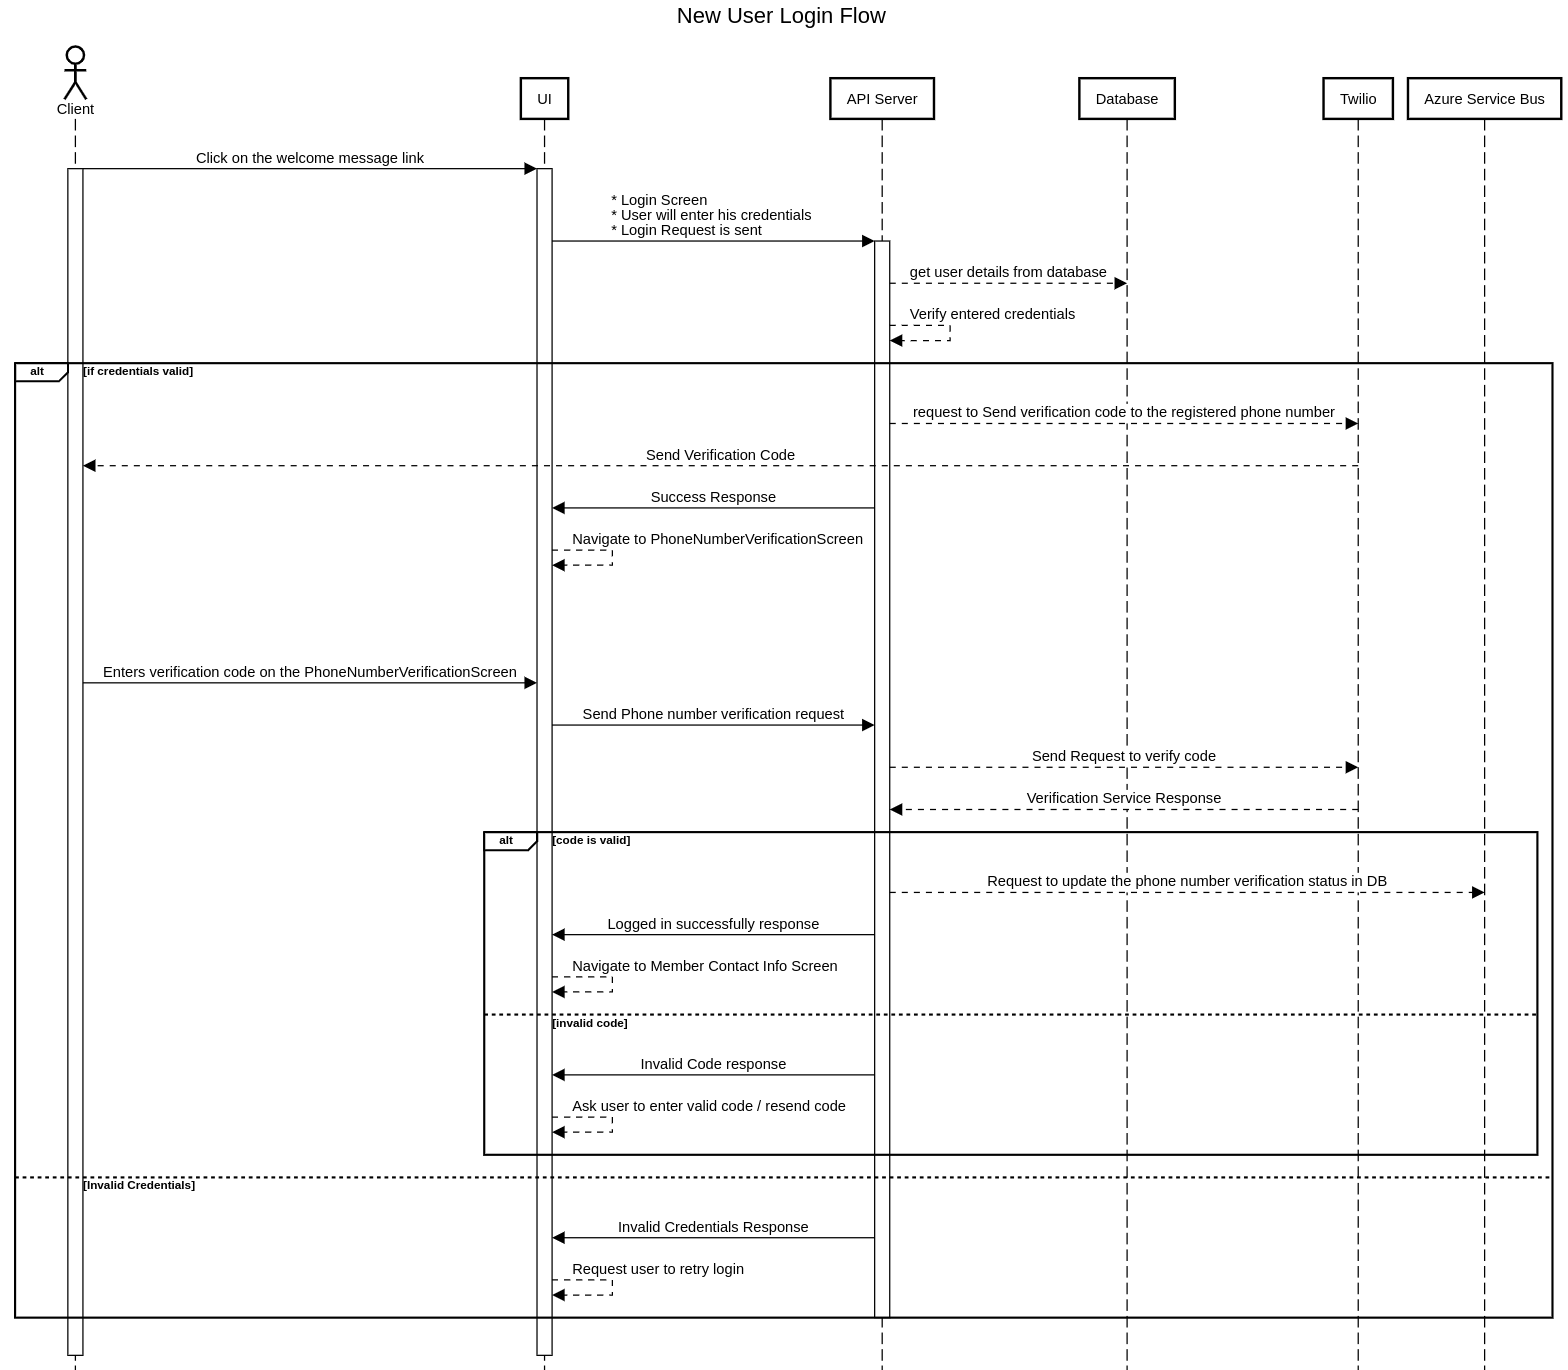 New User Login Flow
Client
UI
API Server
Database
Twilio
Azure Service Bus
Click on the welcome message link
* Login Screen
* User will enter his credentials
* Login Request is sent
get user details from database
Verify entered credentials
alt
[if credentials valid]
request to Send verification code to the registered phone number
Send Verification Code
Success Response
Navigate to PhoneNumberVerificationScreen
Enters verification code on the PhoneNumberVerificationScreen
Send Phone number verification request
Send Request to verify code
Verification Service Response
alt
[code is valid]
Request to update the phone number verification status in DB
Logged in successfully response
Navigate to Member Contact Info Screen
[invalid code]
Invalid Code response
Ask user to enter valid code / resend code
[Invalid Credentials]
Invalid Credentials Response
Request user to retry login